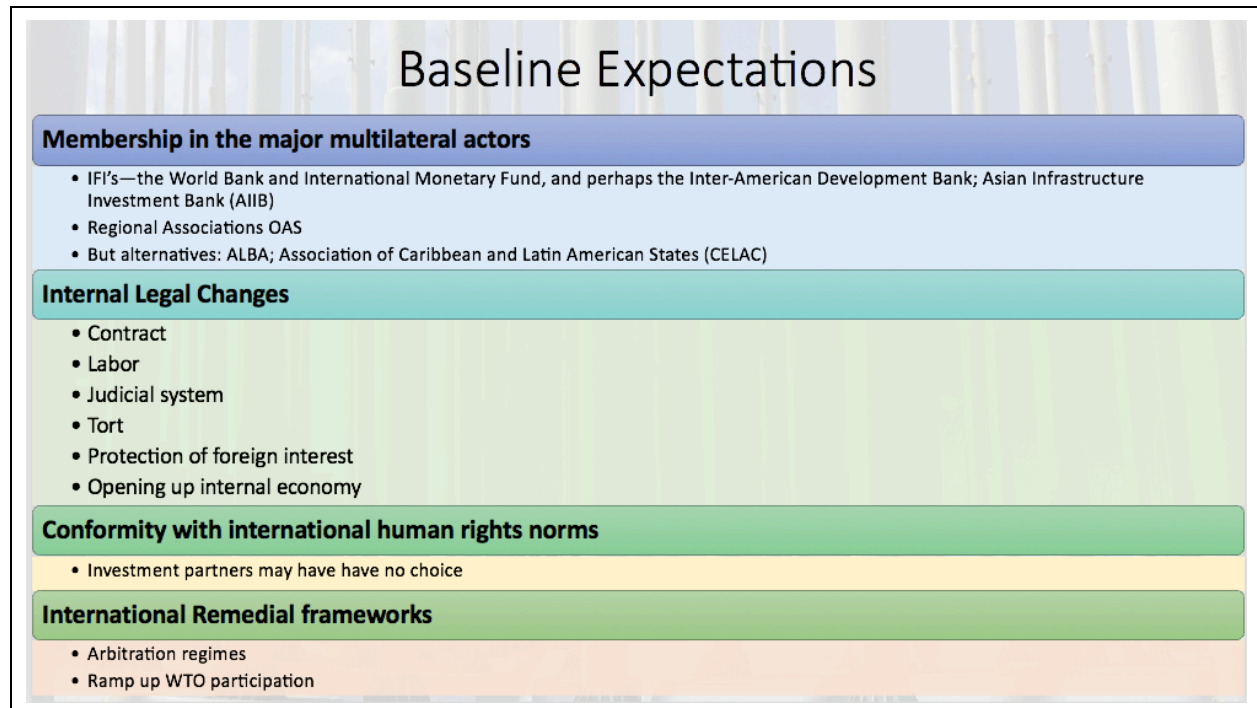 Baseline Expectations
Membership in the major multilateral actors
• IFI's—the World Bank and International Monetary Fund, and perhaps the Inter-American Development Bank; Asian Infrastructure
Investment Bank (AIIB)
• Regional Associations OAS
• But alternatives: ALBA; Association of Caribbean and Latin American States (CELAC)
Internal Legal Changes
• Contract
• Labor
• Judicial system
• Tort
• Protection of foreign interest
• Opening up internal economy
Conformity with international human rights norms
• Investment partners may have have no choice
International Remedial frameworks
• Arbitration regimes
• Ramp up WTO participation